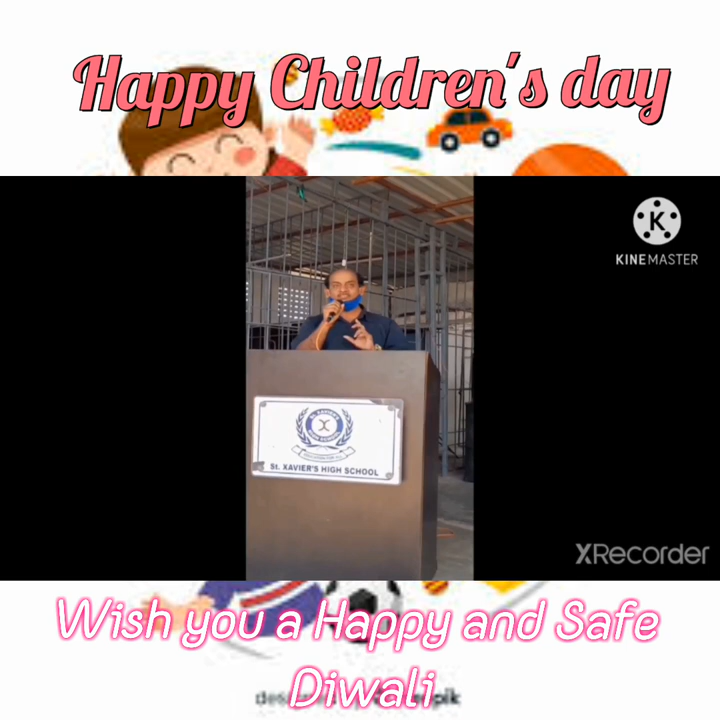 Happy Children's day
KINEMASTER
St. XAVIER'S HIGH SCHOOL
XRecorder
Wish you a Happy and Safe
Diwali